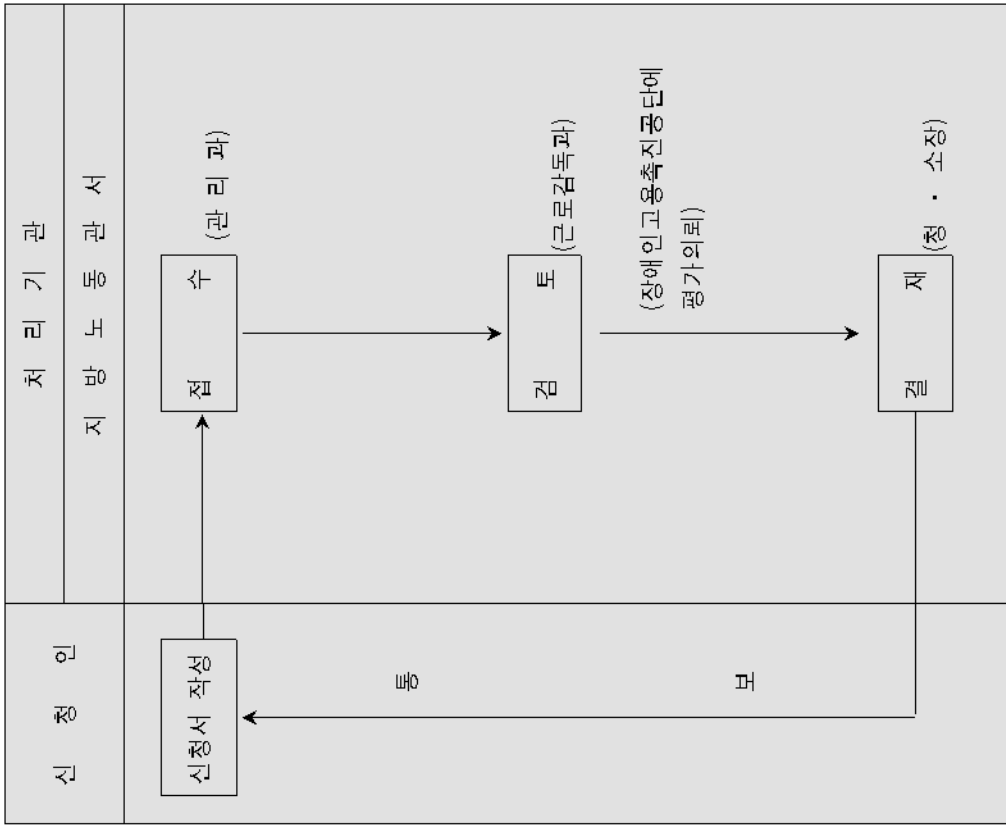 신 청 인
처 리 기 관
지 방 노 동 관 서
신청서 작성
접 수
(관 리 과)
검 토
(근로감독과)
(장애인고용촉진공단에
평가의뢰)
결 재
(청 · 소장)
통 보